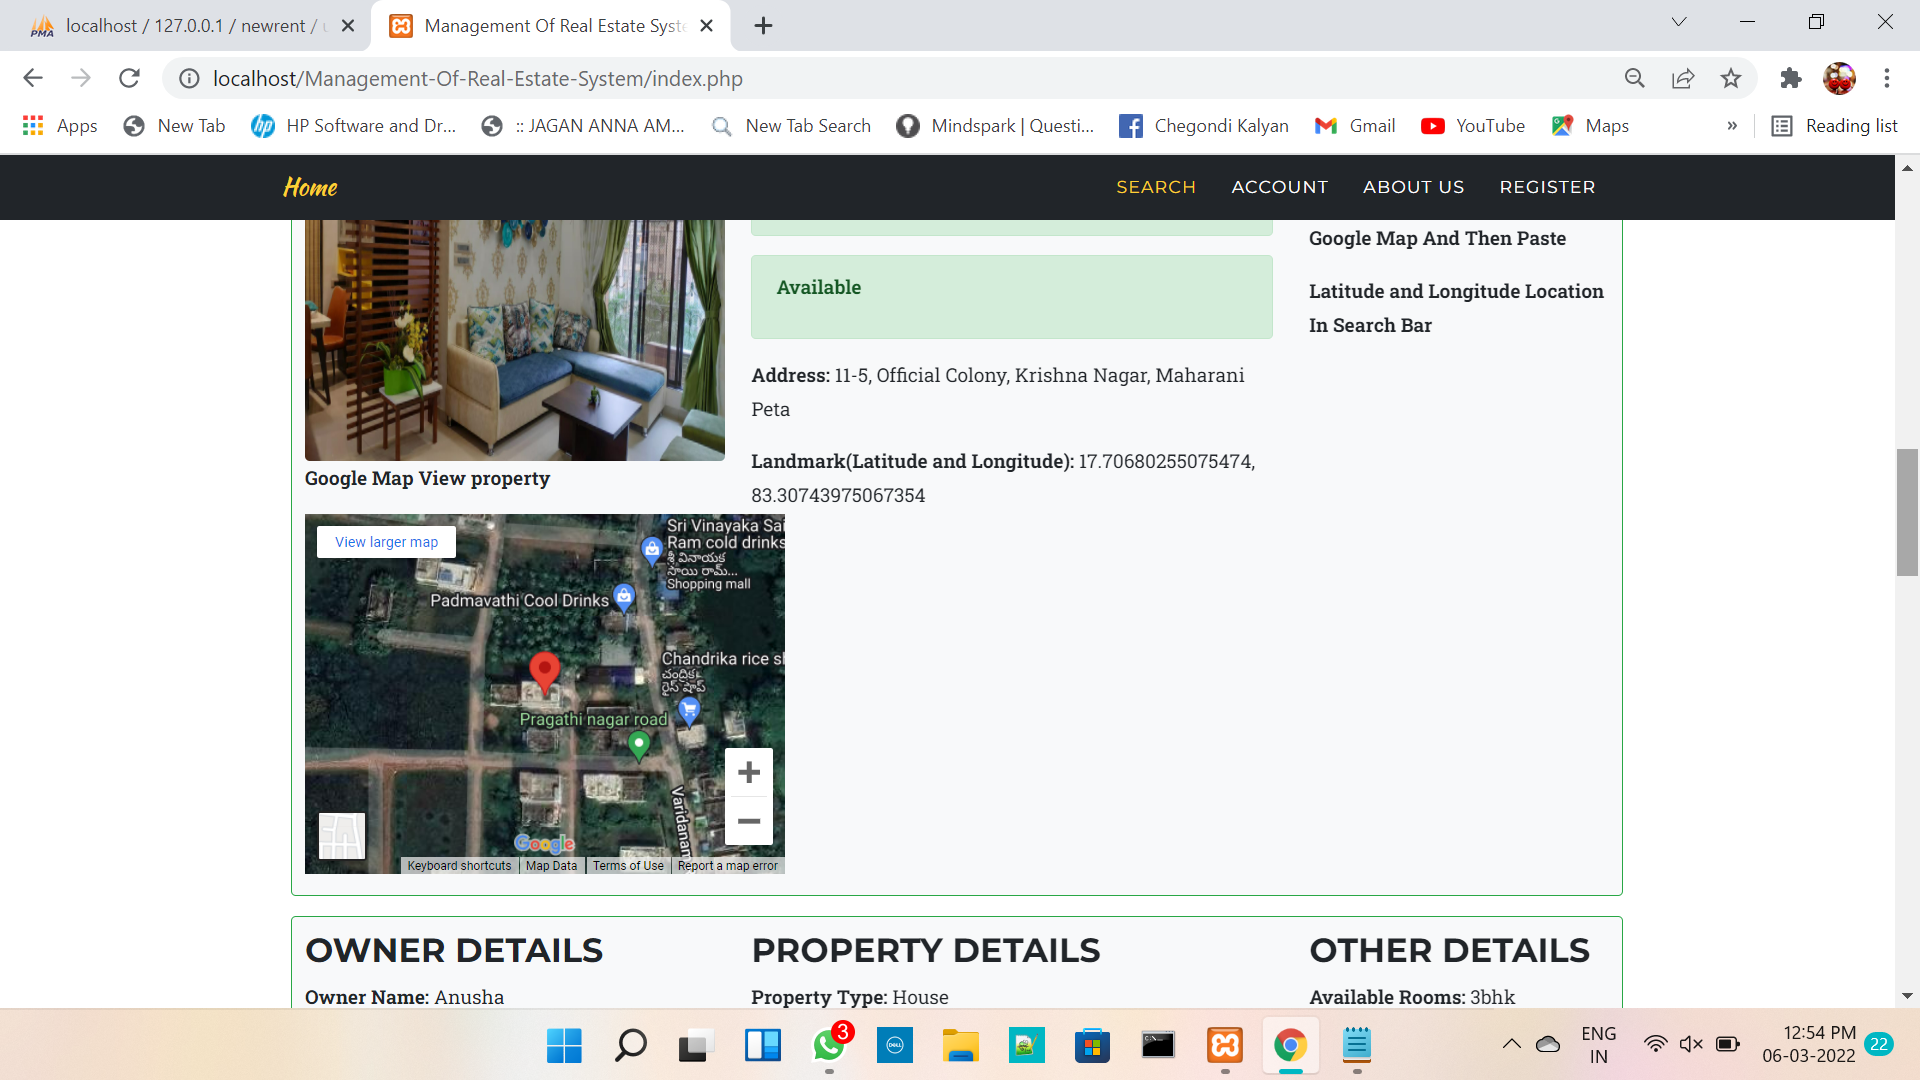 localhost / 127.0.0.1 / newrent /
Management Of Real Estate Syste
localhost/Management-Of-Real-Estate-System/index.php
Apps
New Tab
HP Software and Dr...
:: JAGAN ANNA AM...
New Tab Search
Mindspark | Questi...
Chegondi Kalyan
Gmail
YouTube
Maps
»
Reading list
Home
SEARCH
ACCOUNT
ABOUT US
REGISTER
Google Map View property
View larger map
Sri Vinayaka Sai
Ram cold drinks
శ్రీ వినాయక
సాయి రామ్...
Shopping mall
Padmavathi Cool Drinks
Chandrika rice sh
చంద్రిక
రైస్ షాప్
Pragathi nagar road
Varidanam
Google
Keyboard shortcuts
Map Data
Terms of Use
Report a map error
Available
Address: 11-5, Official Colony, Krishna Nagar, Maharani
Peta
Landmark(Latitude and Longitude): 17.70680255075474,
83.30743975067354
Google Map And Then Paste
Latitude and Longitude Location
In Search Bar
OWNER DETAILS
Owner Name: Anusha
PROPERTY DETAILS
Property Type: House
OTHER DETAILS
Available Rooms: 3bhk
3
DELL
ENG
IN
12:54 PM
06-03-2022
22